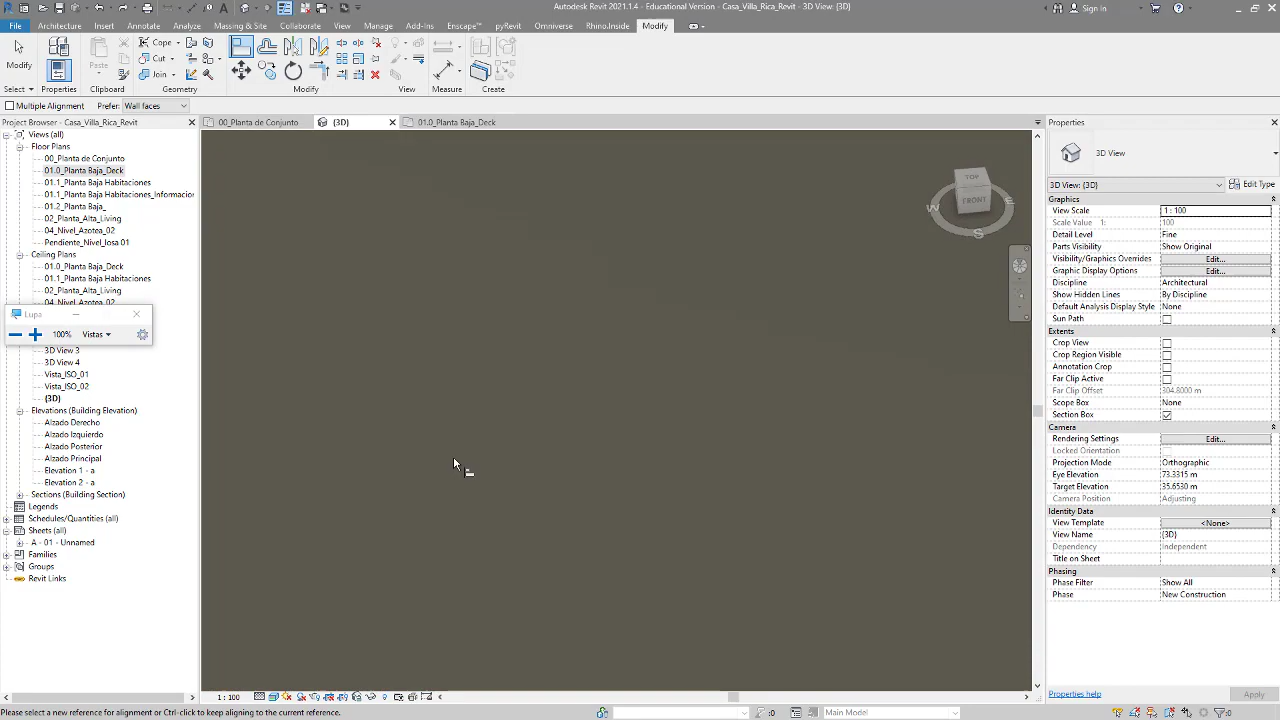 Autodesk Revit 2021.1.4 - Educational Version - Casa_Villa_Rica_Revit - 3D View: {3D}
Sign In
File Architecture Insert Annotate Analyze Massing & Site Collaborate View Manage Add-Ins Enscape™ pyRevit Omniverse Rhino.Inside Modify
Modify
Paste
Cope
Cut
Join
Select Properties Clipboard Geometry Modify View Measure Create
Multiple Alignment Prefer: Wall faces
Project Browser - Casa_Villa_Rica_Revit
00_Planta de Conjunto
{3D}
01.0_Planta Baja_Deck
Properties
Views (all)
Floor Plans
00_Planta de Conjunto
01.0_Planta Baja_Deck
01.1_Planta Baja Habitaciones
01.1_Planta Baja Habitaciones_Informacion
01.2_Planta Baja_
02_Planta_Alta_Living
04_Nivel_Azotea_02
Pendiente_Nivel_losa 01
Ceiling Plans
01.0_Planta Baja_Deck
01.1_Planta Baja Habitaciones
02_Planta_Alta_Living
04_Nivel_Azotea_02
Lupa
100% Vistas
3D View 3
3D View 4
Vista_ISO_01
Vista_ISO_02
{3D}
Elevations (Building Elevation)
Alzado Derecho
Alzado Izquierdo
Alzado Posterior
Alzado Principal
Elevation 1 - a
Elevation 2 - a
Sections (Building Section)
Legends
Schedules/Quantities (all)
Sheets (all)
A - 01 - Unnamed
Families
Groups
Revit Links
TOP
FRONT
W
E
S
3D View
3D View: {3D} Edit Type
Graphics
View Scale 1 : 100
Scale Value 1: 100
Detail Level Fine
Parts Visibility Show Original
Visibility/Graphics Overrides Edit...
Graphic Display Options Edit...
Discipline Architectural
Show Hidden Lines By Discipline
Default Analysis Display Style None
Sun Path
Extents
Crop View
Crop Region Visible
Annotation Crop
Far Clip Active
Far Clip Offset 304.8000 m
Scope Box None
Section Box
Camera
Rendering Settings Edit...
Locked Orientation
Projection Mode Orthographic
Eye Elevation 73.3315 m
Target Elevation 35.6530 m
Camera Position Adjusting
Identity Data
View Template <None>
View Name {3D}
Dependency Independent
Title on Sheet
Phasing
Phase Filter Show All
Phase New Construction
Properties help Apply
1 : 100
Please select a new reference for alignment or Ctrl-click to keep aligning to the current reference.
:0
Main Model
:0